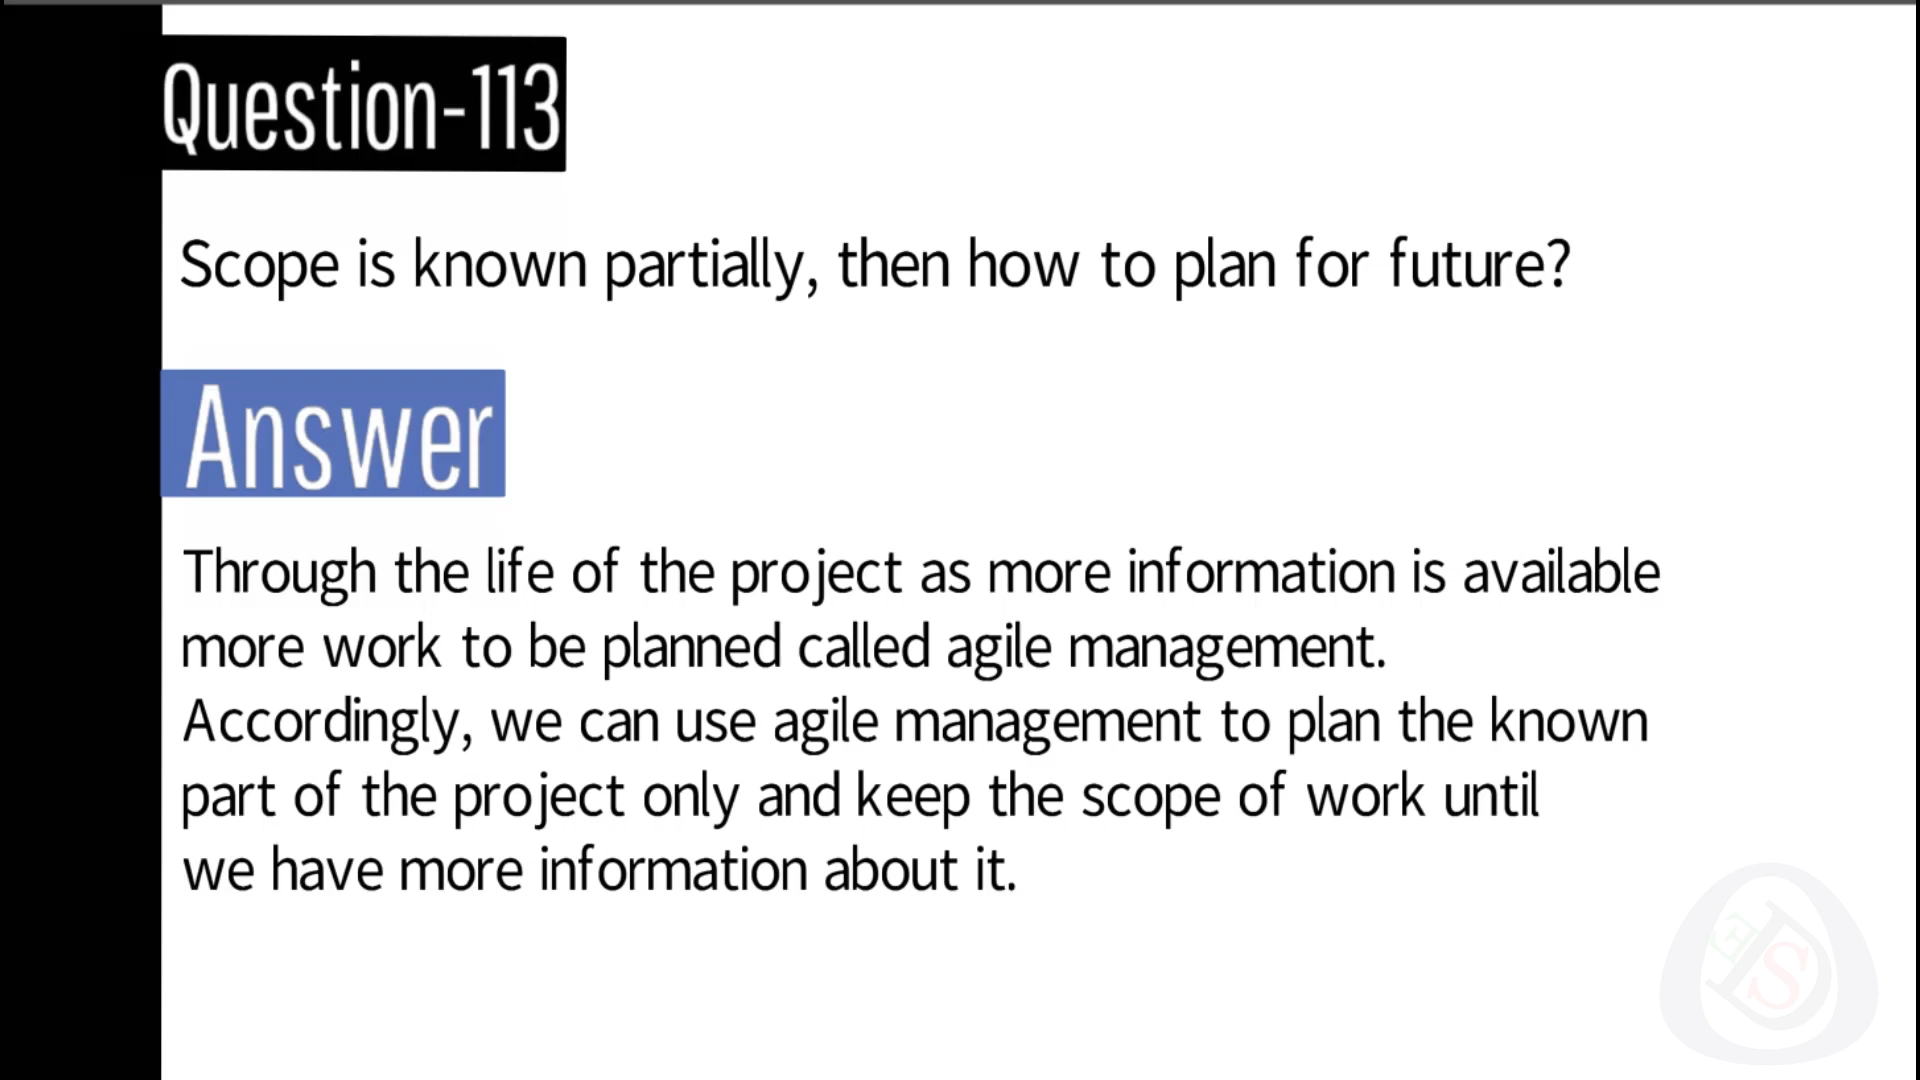 Question-113
Scope is known partially, then how to plan for future?
Answer
Through the life of the project as more information is available
more work to be planned called agile management.
Accordingly, we can use agile management to plan the known
part of the project only and keep the scope of work until
we have more information about it.